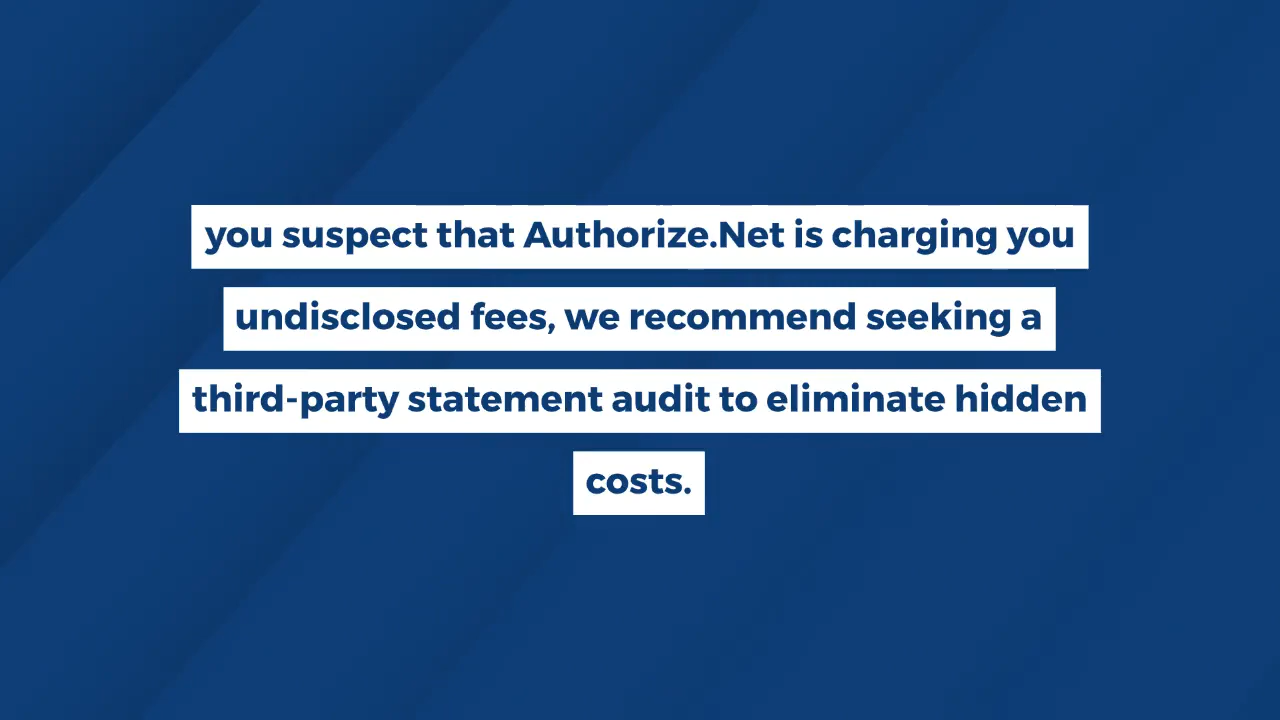 you suspect that Authorize.Net is charging you
undisclosed fees, we recommend seeking a
third-party statement audit to eliminate hidden
costs.